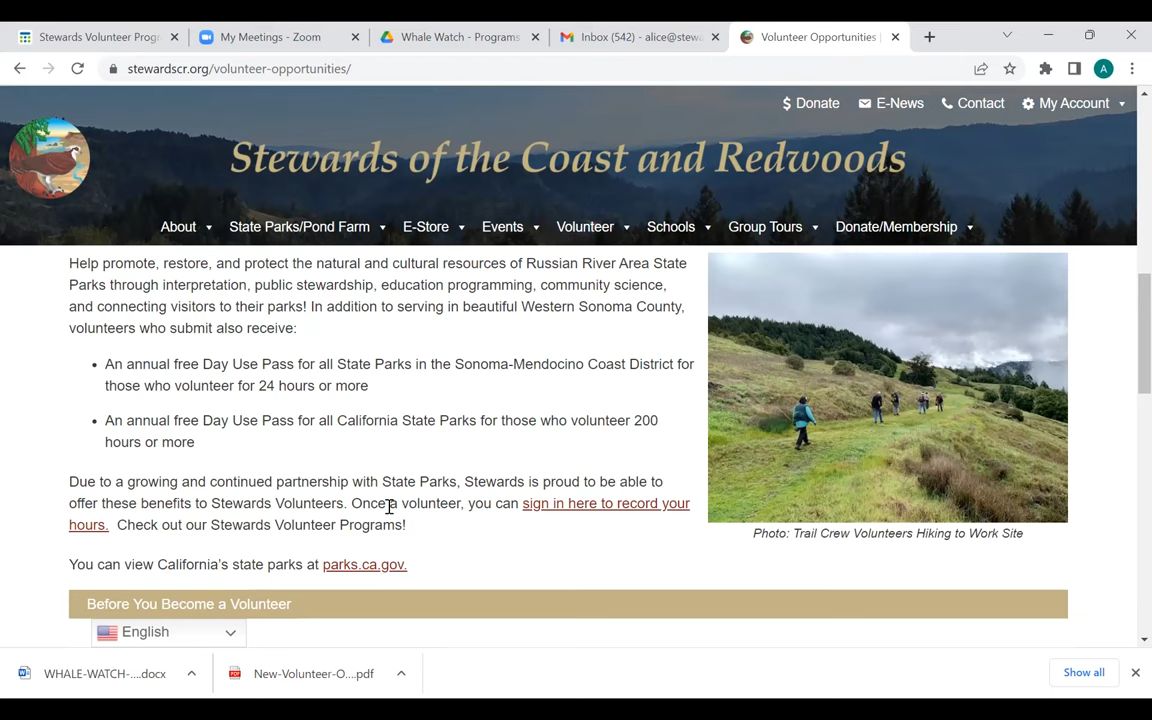 Stewards Volunteer Progr
My Meetings - Zoom
Whale Watch - Programs
Inbox (542) - alice@stewa
Volunteer Opportunities |
stewardscr.org/volunteer-opportunities/
A
Donate
E-News
Contact
My Account
Stewards of the Coast and Redwoods
About
State Parks/Pond Farm
E-Store
Events
Volunteer
Schools
Group Tours
Donate/Membership
Help promote, restore, and protect the natural and cultural resources of Russian River Area State
Parks through interpretation, public stewardship, education programming, community science,
and connecting visitors to their parks! In addition to serving in beautiful Western Sonoma County,
volunteers who submit also receive:
• An annual free Day Use Pass for all State Parks in the Sonoma-Mendocino Coast District for
those who volunteer for 24 hours or more
• An annual free Day Use Pass for all California State Parks for those who volunteer 200
hours or more
Due to a growing and continued partnership with State Parks, Stewards is proud to be able to
offer these benefits to Stewards Volunteers. Once a volunteer, you can sign in here to record your
hours. Check out our Stewards Volunteer Programs!
You can view California's state parks at parks.ca.gov.
Photo: Trail Crew Volunteers Hiking to Work Site
Before You Become a Volunteer
English
WHALE-WATCH-....docx
New-Volunteer-O....pdf
Show all